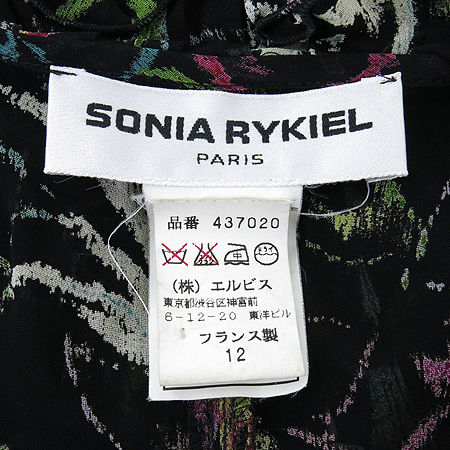 SONIA RYKIEL
PARIS
品番 437020
(株) エルビス
東京都渋谷区神宮前
6-12-20 東洋ビル
フランス製
12